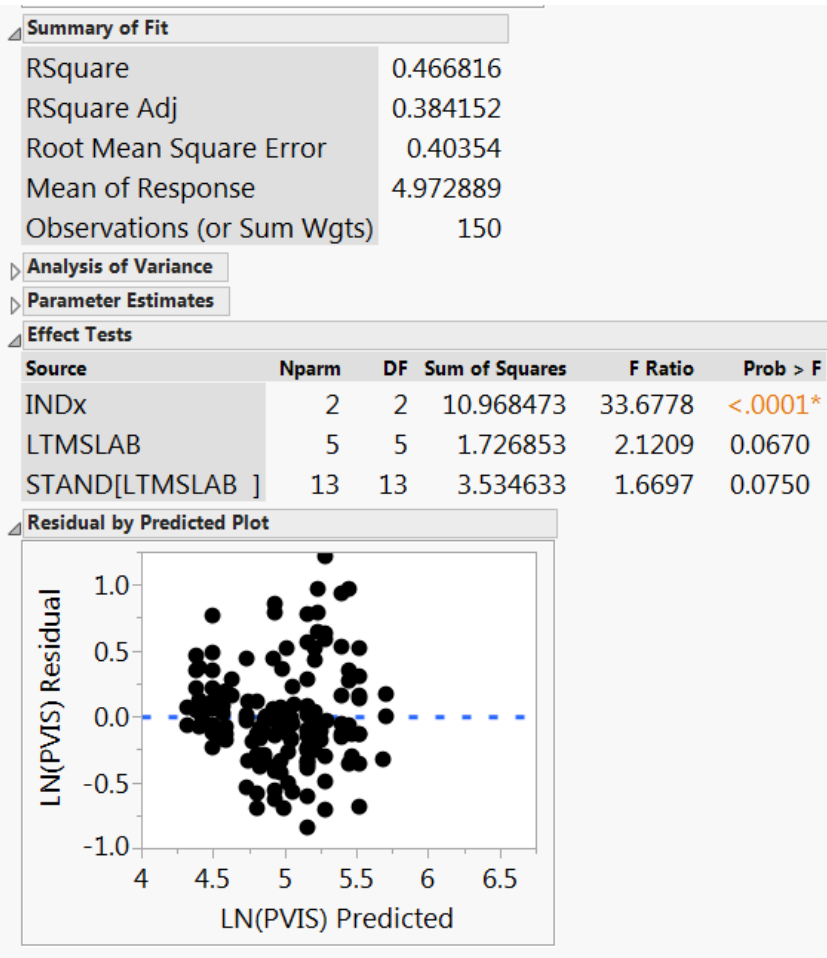 Summary of Fit
RSquare 0.466816
RSquare Adj 0.384152
Root Mean Square Error 0.40354
Mean of Response 4.972889
Observations (or Sum Wgts) 150
Analysis of Variance
Parameter Estimates
Effect Tests
Source Nparm DF Sum of Squares F Ratio Prob > F
INDx 2 2 10.968473 33.6778 <.0001*
LTMSLAB 5 5 1.726853 2.1209 0.0670
STAND[LTMSLAB ] 13 13 3.534633 1.6697 0.0750
Residual by Predicted Plot
LN(PVIS) Residual
1.0
0.5
0.0
-0.5
-1.0
4 4.5 5 5.5 6 6.5
LN(PVIS) Predicted